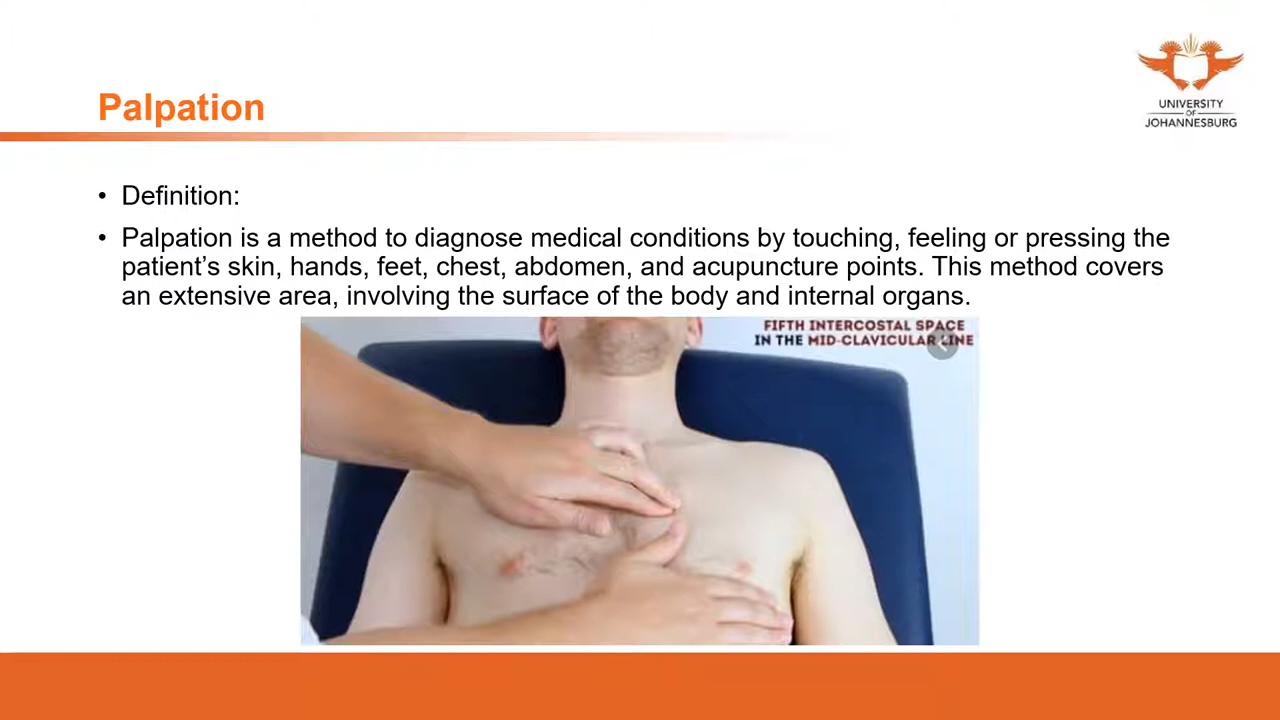 Palpation
UNIVERSITY
OF
JOHANNESBURG
• Definition:
• Palpation is a method to diagnose medical conditions by touching, feeling or pressing the
patient’s skin, hands, feet, chest, abdomen, and acupuncture points. This method covers
an extensive area, involving the surface of the body and internal organs.
FIFTH INTERCOSTAL SPACE
IN THE MID-CLAVICULAR LINE